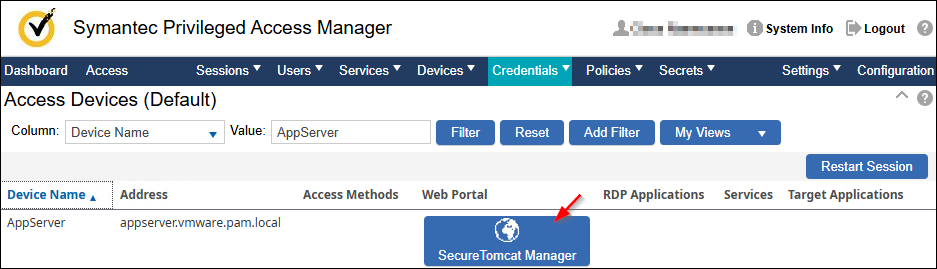 Symantec Privileged Access Manager
System Info Logout ?
Dashboard Access Sessions Users Services Devices Credentials Policies Secrets Settings Configuration
Access Devices (Default) ?
Column: Device Name Value: AppServer Filter Reset Add Filter My Views
Restart Session
Device Name Address Access Methods Web Portal RDP Applications Services Target Applications
AppServer appserver.vmware.pam.local
SecureTomcat Manager